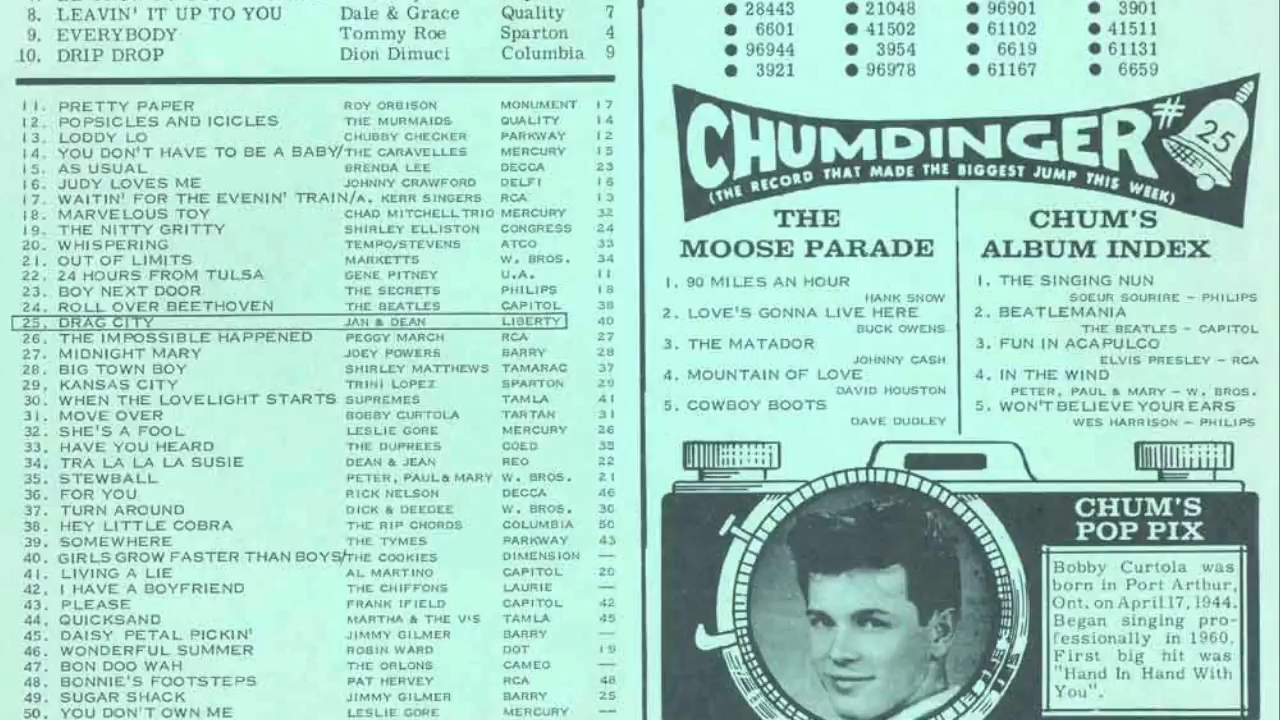 8. LEAVIN' IT UP TO YOU Dale & Grace Quality 7
9. EVERYBODY Tommy Roe Sparton 4
10. DRIP DROP Dion Dimuci Columbia 9
11. PRETTY PAPER ROY ORBISON MONUMENT 17
12. POPSICLES AND ICICLES THE MURMAIDS QUALITY 14
13. LODDY LO CHUBBY CHECKER PARKWAY 12
14. YOU DON'T HAVE TO BE A BABY/THE CARAVELLES MERCURY 15
15. AS USUAL BRENDA LEE DECCA 23
16. JUDY LOVES ME JOHNNY CRAWFORD DELFI 16
17. WAITIN' FOR THE EVENIN' TRAIN/A. KERR SINGERS RCA 13
18. MARVELOUS TOY CHAD MITCHELL TRIO MERCURY 32
19. THE NITTY GRITTY SHIRLEY ELLISTON CONGRESS 24
20. WHISPERING TEMPO/STEVENS ATCO 33
21. OUT OF LIMITS MARKETTS W. BROS. 34
22. 24 HOURS FROM TULSA GENE PITNEY U.A. 11
23. BOY NEXT DOOR THE SECRETS PHILIPS 18
24. ROLL OVER BEETHOVEN THE BEATLES CAPITOL 38
25. DRAG CITY JAN & DEAN LIBERTY 40
26. THE IMPOSSIBLE HAPPENED PEGGY MARCH RCA 27
27. MIDNIGHT MARY JOEY POWERS BARRY 28
28. BIG TOWN BOY SHIRLEY MATTHEWS TAMARAC 37
29. KANSAS CITY TRINI LOPEZ SPARTON 29
30. WHEN THE LOVELIGHT STARTS SUPREMES TAMLA 41
31. MOVE OVER BOBBY CURTOLA TARTAN 31
32. SHE'S A FOOL LESLIE GORE MERCURY 26
33. HAVE YOU HEARD THE DUPREES COED 35
34. TRA LA LA LA SUSIE DEAN & JEAN REO 22
35. STEWBALL PETER, PAUL & MARY W. BROS. 21
36. FOR YOU RICK NELSON DECCA 46
37. TURN AROUND DICK & DEEDEE W. BROS. 30
38. HEY LITTLE COBRA THE RIP CHORDS COLUMBIA 50
39. SOMEWHERE THE TYMES PARKWAY 43
40. GIRLS GROW FASTER THAN BOYS/THE COOKIES DIMENSION —
41. LIVING A LIE AL MARTINO CAPITOL 20
42. I HAVE A BOYFRIEND THE CHIFFONS LAURIE —
43. PLEASE FRANK IFIELD CAPITOL 42
44. QUICKSAND MARTHA & THE V'S TAMLA 45
45. DAISY PETAL PICKIN' JIMMY GILMER BARRY —
46. WONDERFUL SUMMER ROBIN WARD DOT 19
47. BON DOO WAH THE ORLONS CAMEO —
48. BONNIE'S FOOTSTEPS PAT HERVEY RCA 48
49. SUGAR SHACK JIMMY GILMER BARRY 25
50. YOU DON'T OWN ME LESLIE GORE MERCURY —
● 28443 ● 21048 ● 96901 ● 3901
● 6601 ● 41502 ● 61102 ● 41511
● 96944 ● 3954 ● 6619 ● 61131
● 3921 ● 96978 ● 61167 ● 6659
CHUMDINGER # 25
(THE RECORD THAT MADE THE BIGGEST JUMP THIS WEEK)
THE
MOOSE PARADE
1. 90 MILES AN HOUR
HANK SNOW
2. LOVE'S GONNA LIVE HERE
BUCK OWENS
3. THE MATADOR
JOHNNY CASH
4. MOUNTAIN OF LOVE
DAVID HOUSTON
5. COWBOY BOOTS
DAVE DUDLEY
CHUM'S
ALBUM INDEX
1. THE SINGING NUN
SOEUR SOURIRE – PHILIPS
2. BEATLEMANIA
THE BEATLES – CAPITOL
3. FUN IN ACAPULCO
ELVIS PRESLEY – RCA
4. IN THE WIND
PETER, PAUL & MARY – W. BROS.
5. WON'T BELIEVE YOUR EARS
WES HARRISON – PHILIPS
CHUM'S
POP PIX
Bobby Curtola was
born in Port Arthur,
Ont. on April 17, 1944.
Began singing pro-
fessionally in 1960.
First big hit was
"Hand In Hand With
You".